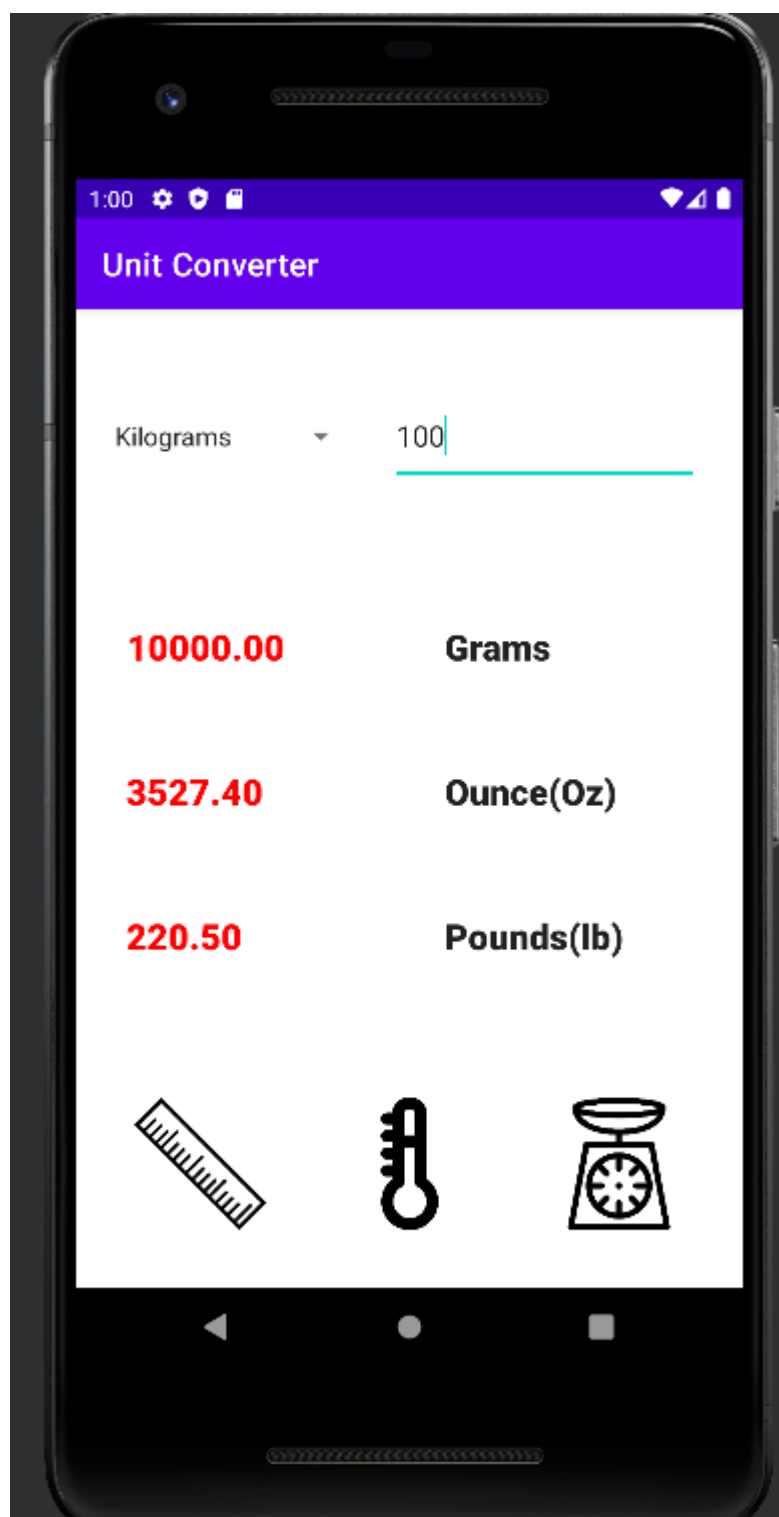 1:00
Unit Converter
Kilograms 100
10000.00 Grams
3527.40 Ounce(Oz)
220.50 Pounds(lb)